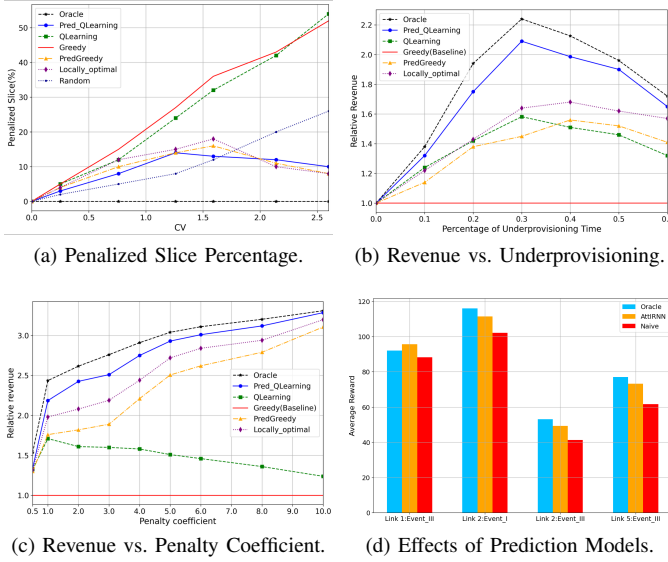 Oracle
Pred_QLearning
QLearning
Greedy
PredGreedy
Locally_optimal
Random
Penalized Slice(%)
50
40
30
20
10
0
0.0 0.5 1.0 1.5 2.0 2.5
CV
(a) Penalized Slice Percentage.
Oracle
Pred_QLearning
QLearning
Greedy(Baseline)
PredGreedy
Locally_optimal
Relative Revenue
2.2
2.0
1.8
1.6
1.4
1.2
1.0
0.0 0.1 0.2 0.3 0.4 0.5
Percentage of Underprovisioning Time
(b) Revenue vs. Underprovisioning.
Relative revenue
3.0
2.5
2.0
1.5
1.0
Oracle
Pred_QLearning
QLearning
Greedy(Baseline)
PredGreedy
Locally_optimal
0.5 1.0 2.0 3.0 4.0 5.0 6.0 8.0 10.0
Penalty coefficient
(c) Revenue vs. Penalty Coefficient.
Oracle
AttRNN
Naive
Average Reward
120
100
80
60
40
20
0
Link 1:Event_III Link 2:Event_I Link 2:Event_III Link 5:Event_III
(d) Effects of Prediction Models.